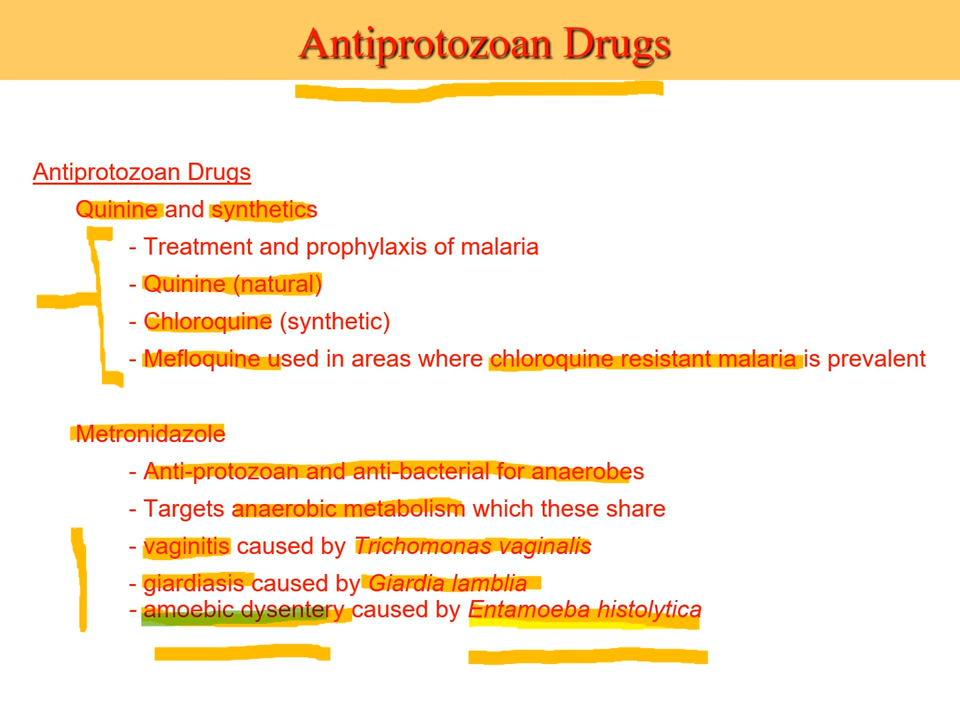 Antiprotozoan Drugs
Antiprotozoan Drugs
Quinine and synthetics
- Treatment and prophylaxis of malaria
- Quinine (natural)
- Chloroquine (synthetic)
- Mefloquine used in areas where chloroquine resistant malaria is prevalent
Metronidazole
- Anti-protozoan and anti-bacterial for anaerobes
- Targets anaerobic metabolism which these share
- vaginitis caused by Trichomonas vaginalis
- giardiasis caused by Giardia lamblia
- amoebic dysentery caused by Entamoeba histolytica